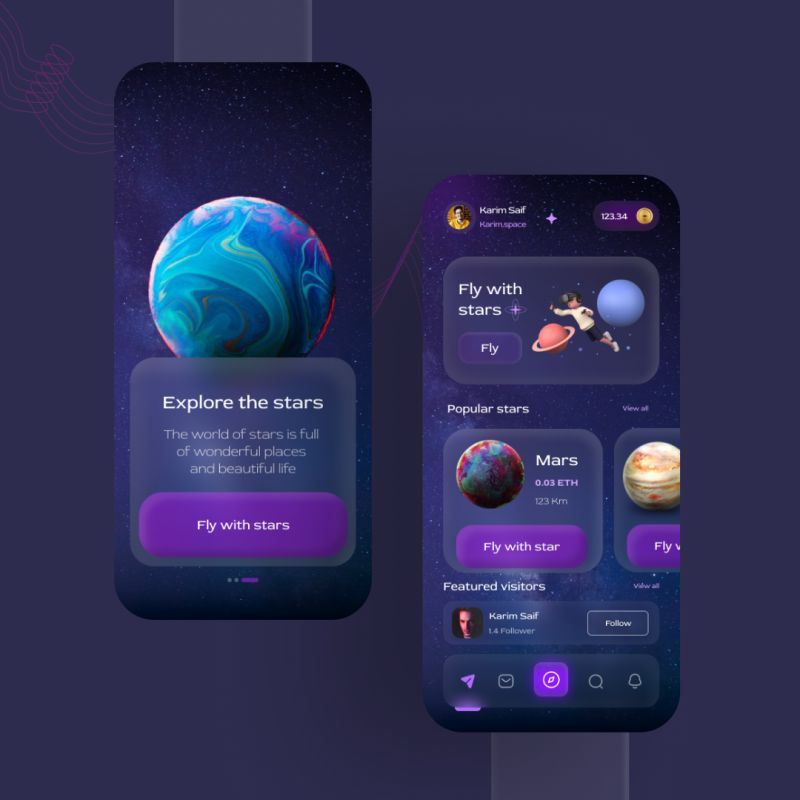 Explore the stars
The world of stars is full
of wonderful places
and beautiful life
Fly with stars
Karim Saif
Karim.space
123.34
Fly with
stars
Fly
Popular stars
View all
Mars
0.03 ETH
123 Km
Fly with star
Fly w
Featured visitors
View all
Karim Saif
1.4 Follower
Follow